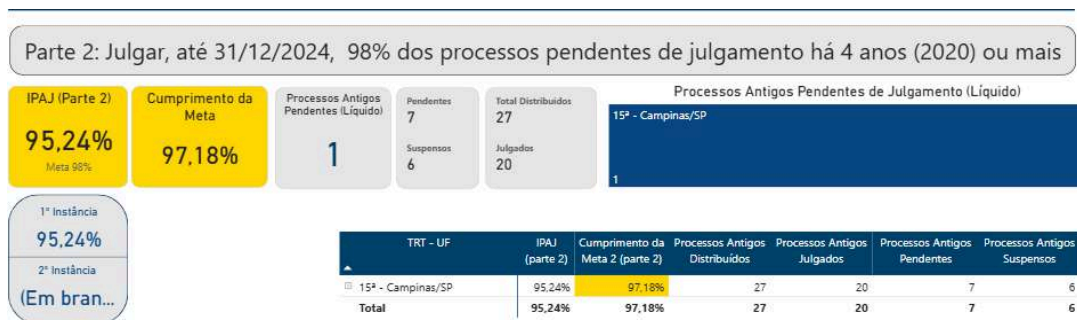 Parte 2: Julgar, até 31/12/2024, 98% dos processos pendentes de julgamento há 4 anos (2020) ou mais
IPAJ (Parte 2)
95,24%
Meta 98%
Cumprimento da
Meta
97,18%
Processos Antigos
Pendentes (Líquido)
1
Pendentes
7
Suspensos
6
Total Distribuidos
27
Julgados
20
Processos Antigos Pendentes de Julgamento (Líquido)
15ª - Campinas/SP
1
1ª Instância
95,24%
2ª Instância
(Em bran...
TRT - UF IPAJ Cumprimento da Processos Antigos Processos Antigos Processos Antigos Processos Antigos
(parte 2) Meta 2 (parte 2) Distribuídos Julgados Pendentes Suspensos
15ª - Campinas/SP 95,24% 97,18% 27 20 7 6
Total 95,24% 97,18% 27 20 7 6